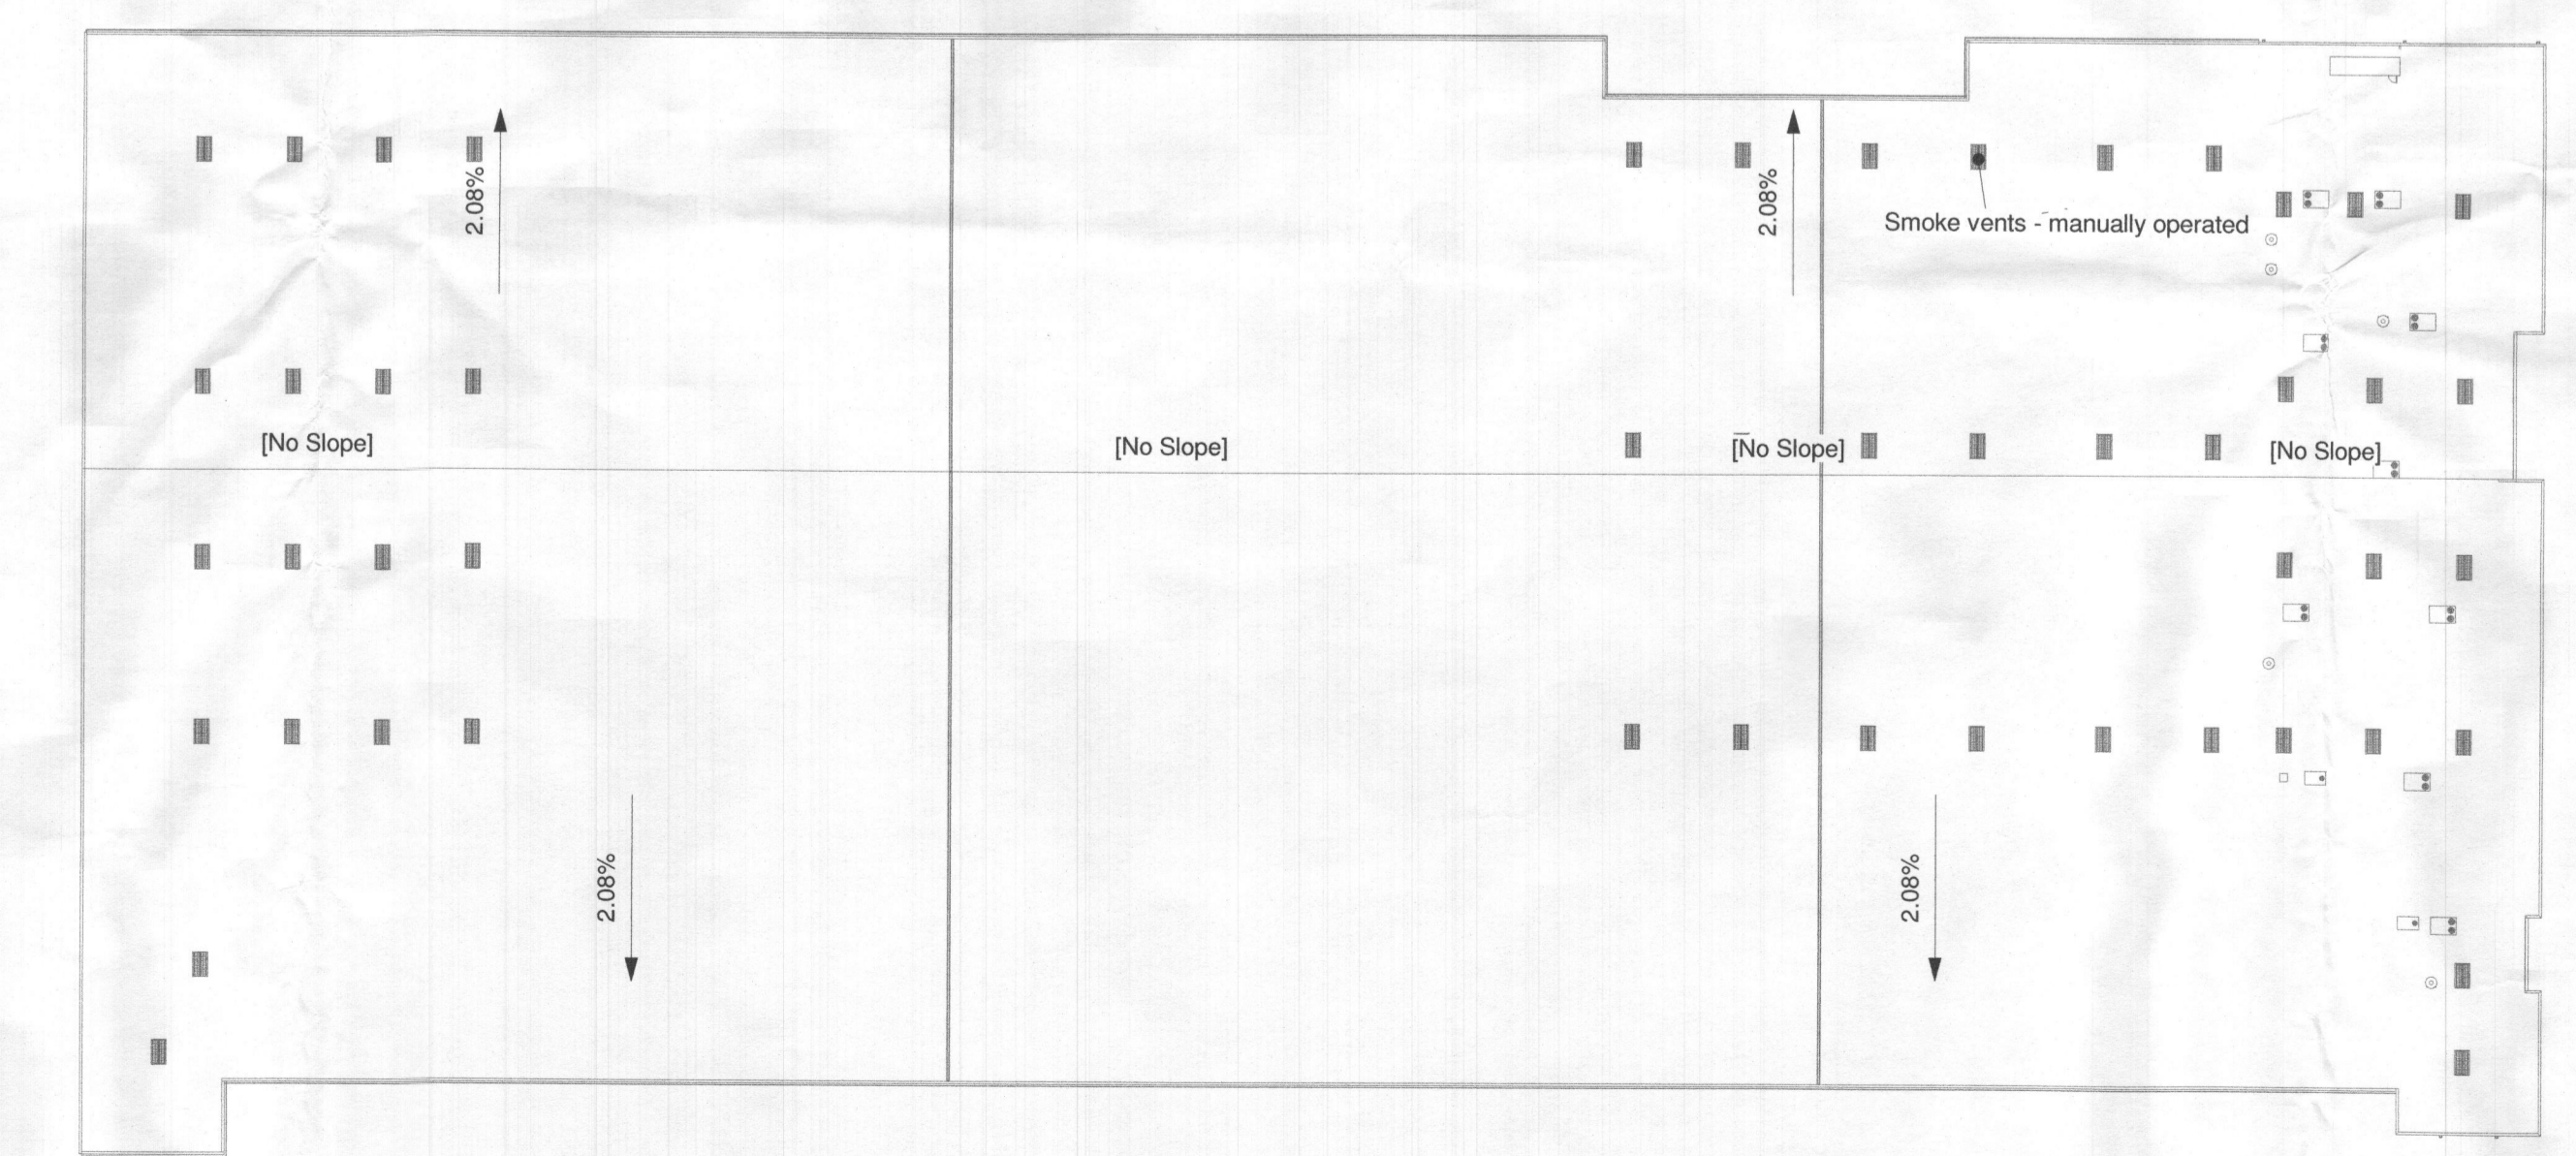 2.08%
2.08%
Smoke vents - manually operated
[No Slope]
[No Slope]
[No Slope]
[No Slope]
2.08%
2.08%